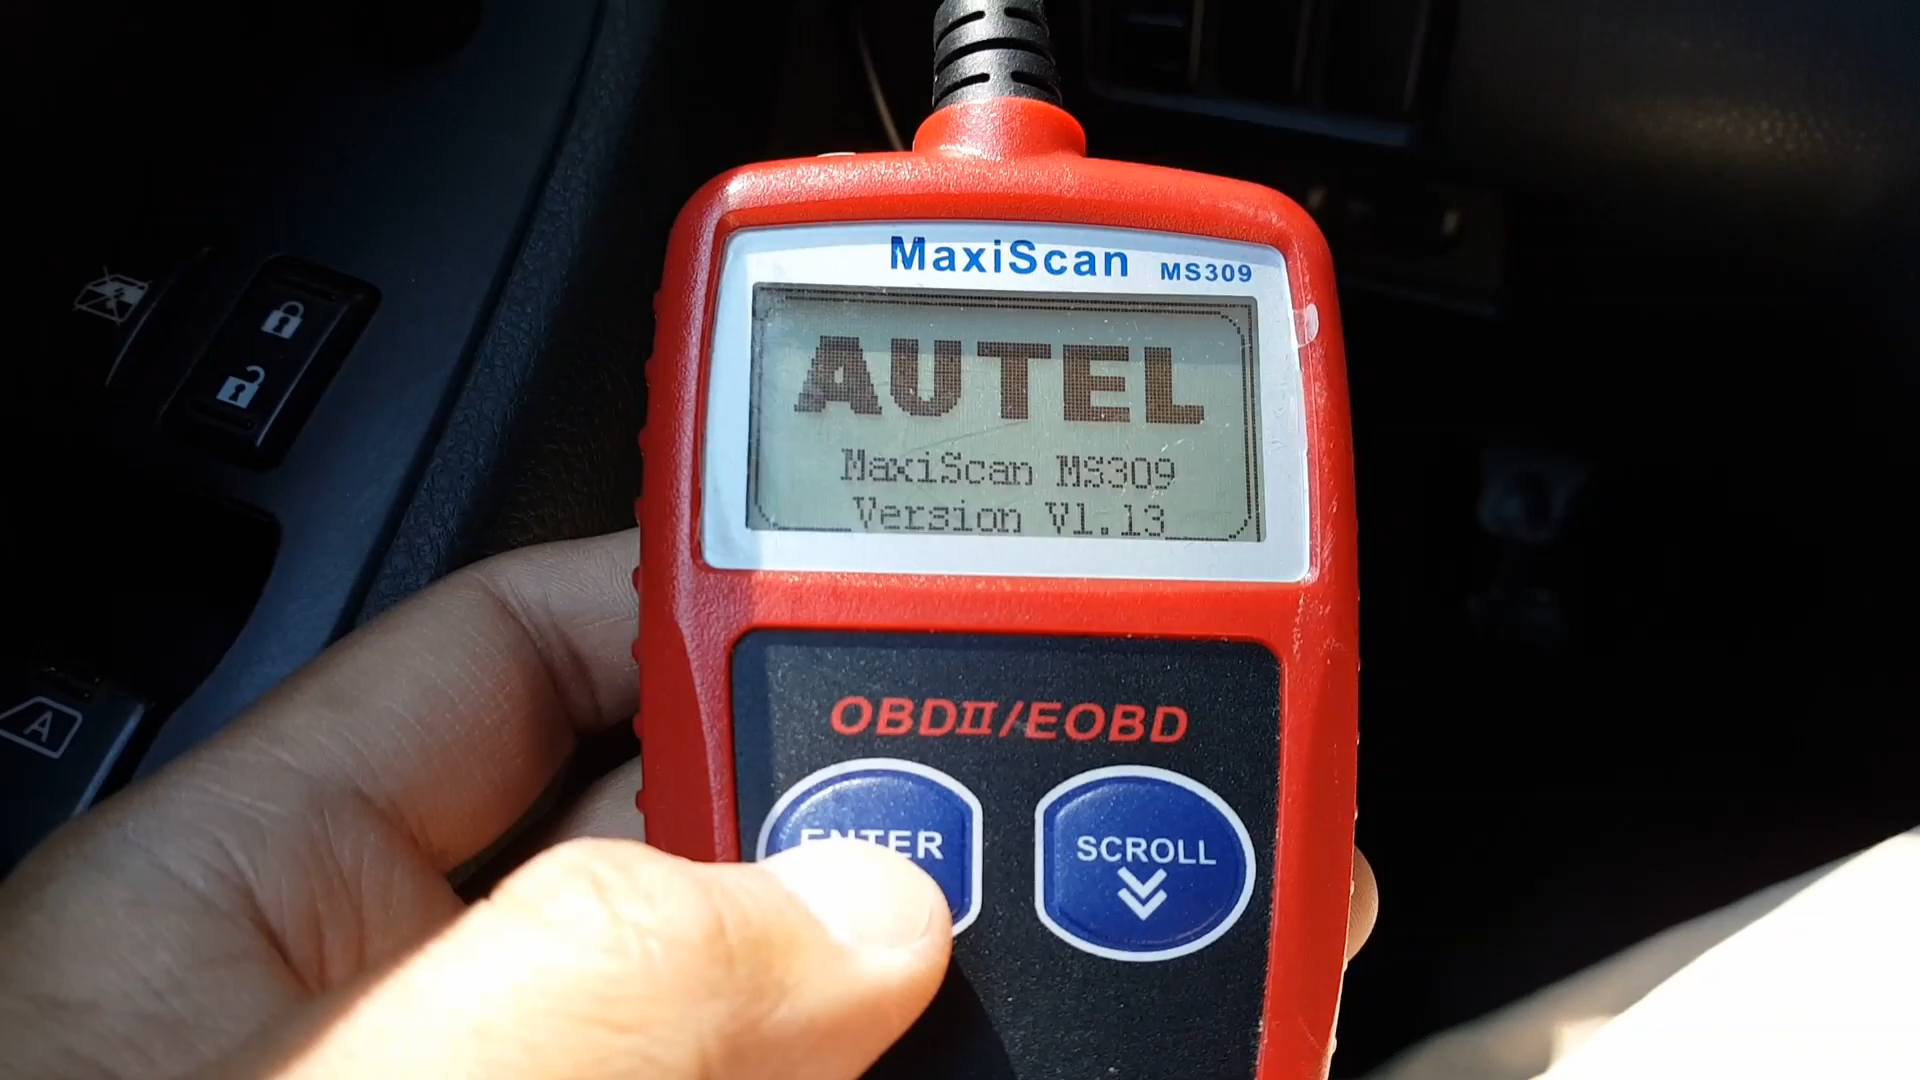 MaxiScan MS309
AUTEL
MaxiScan MS309
Version V1.13
OBDII/EOBD
ENTER
SCROLL
A